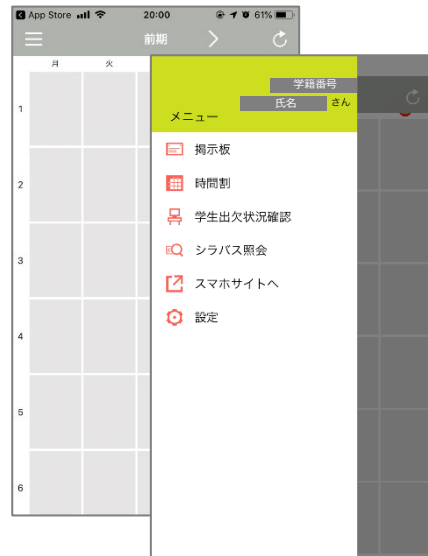 App Store 20:00 61%
前期
月 火
1
2
3
4
5
6
学籍番号
氏名 さん
メニュー
掲示板
時間割
学生出欠状況確認
シラバス照会
スマホサイトへ
設定